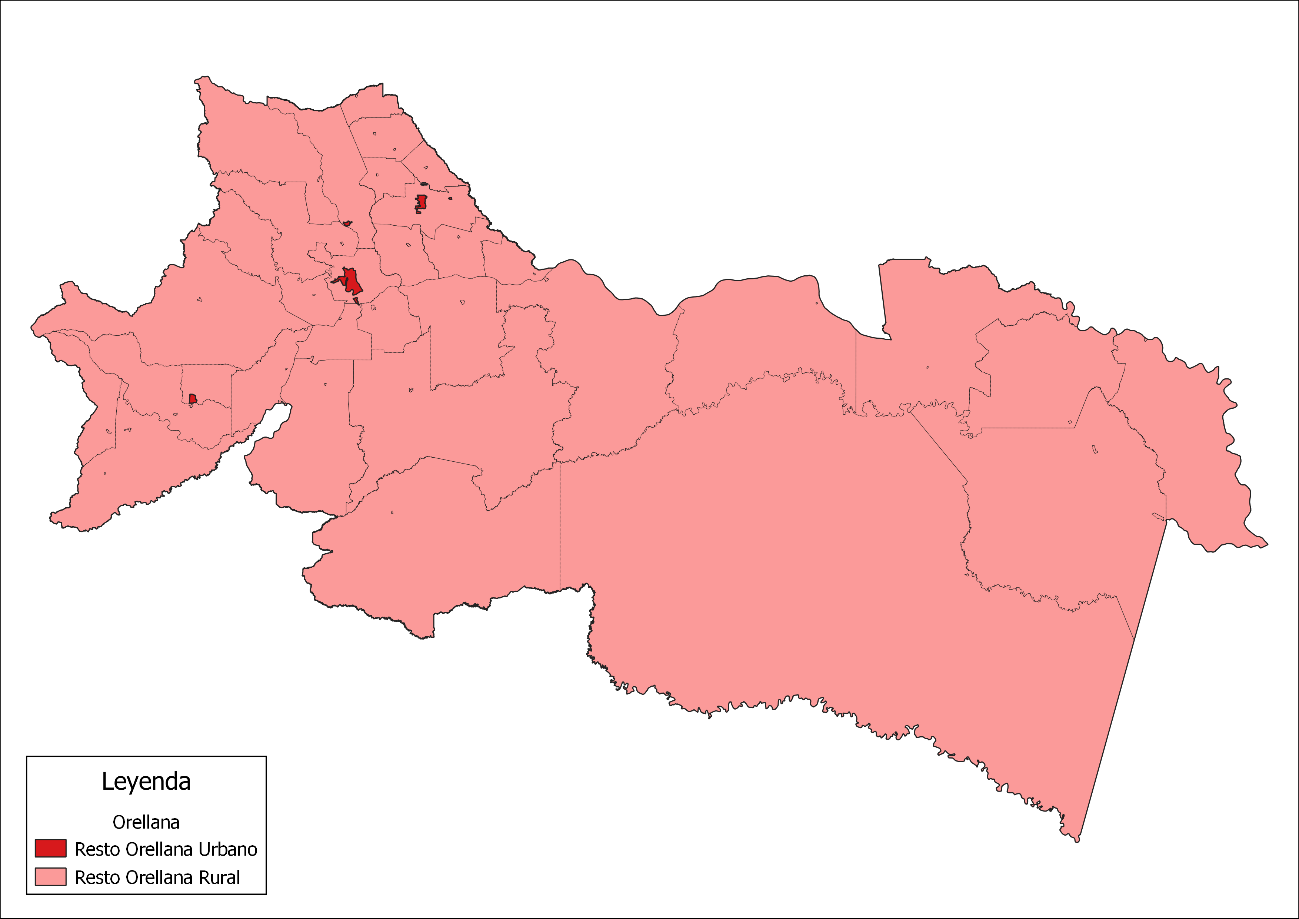 Leyenda
Orellana
Resto Orellana Urbano
Resto Orellana Rural